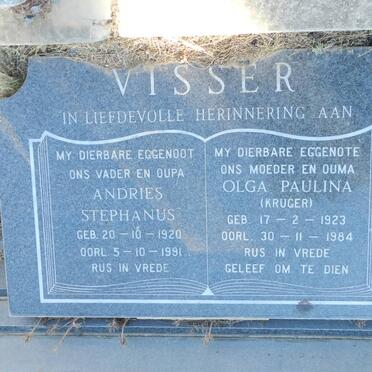 VISSER
IN LIEFDEVOLLE HERINNERING AAN
MY DIERBARE EGGENOOT
ONS VADER EN OUPA
ANDRIES
STEPHANUS
GEB. 20-10-1920
OORL. 5-10-1991.
RUS IN VREDE
MY DIERBARE EGGENOTE
ONS MOEDER EN OUMA
OLGA PAULINA
(KRUGER)
GEB. 17-2-1923
OORL. 30-11-1984
RUS IN VREDE
GELEEF OM TE DIEN